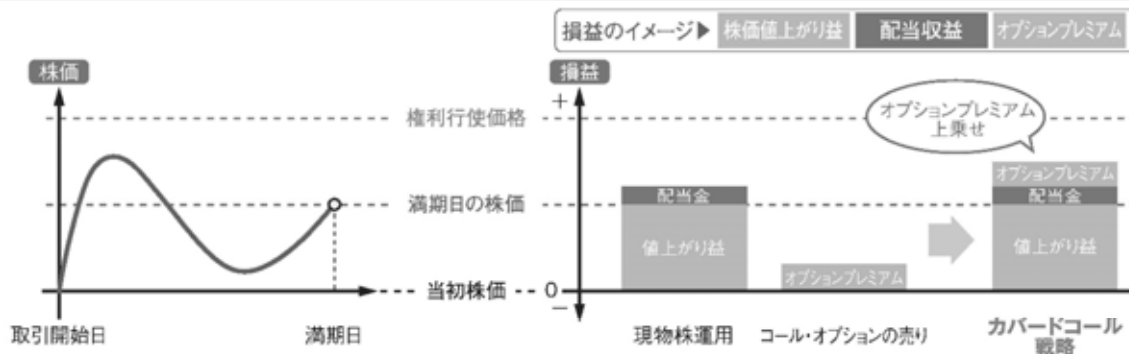 損益のイメージ▶ 株価値上がり益 配当収益 オプションプレミアム
株価
損益
+
権利行使価格
オプションプレミアム
上乗せ
オプションプレミアム
配当金
配当金
満期日の株価
値上がり益
値上がり益
オプションプレミアム
当初株価
0
−
取引開始日
満期日
現物株運用
コール・オプションの売り
カバードコール
戦略